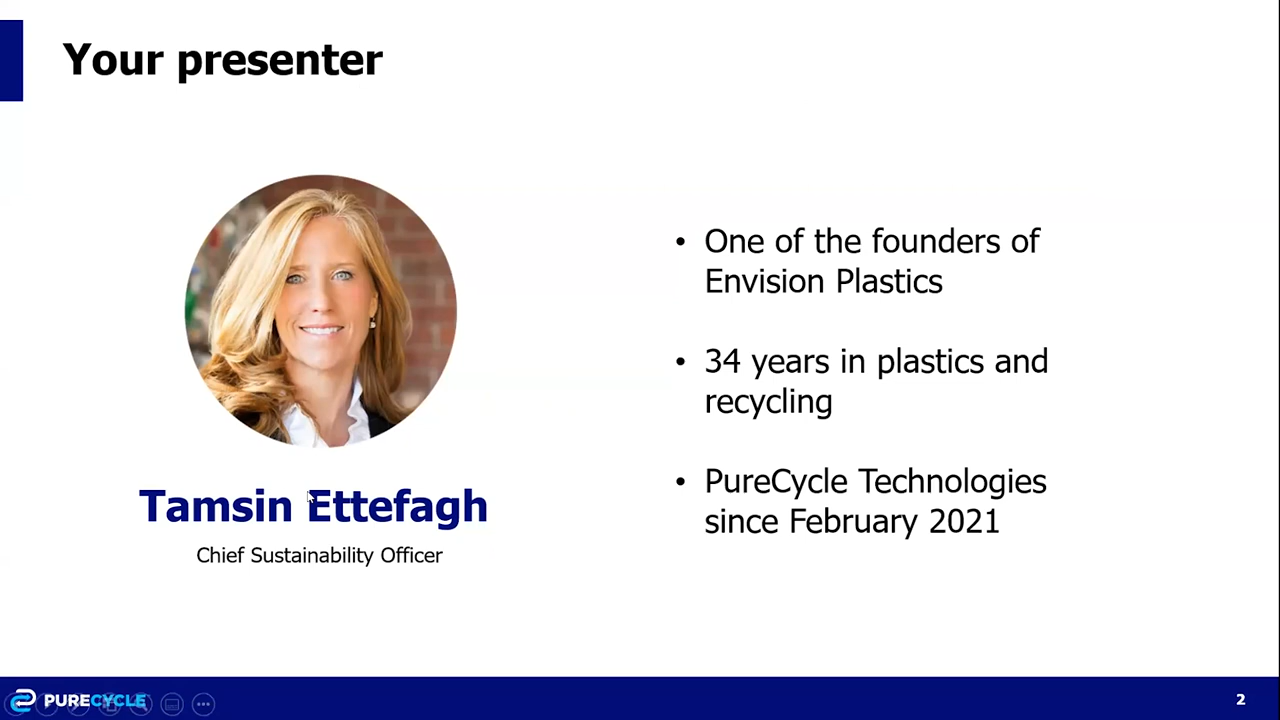 Your presenter
Tamsin Ettefagh
Chief Sustainability Officer
• One of the founders of
Envision Plastics
• 34 years in plastics and
recycling
• PureCycle Technologies
since February 2021
PURECYCLE
2